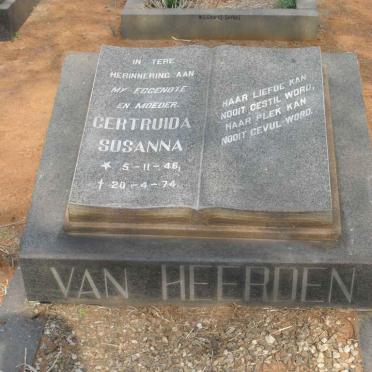 IN TERE
HERINNERING AAN
MY EGGENOTE
EN MOEDER.
GERTRUIDA
SUSANNA
* 5-11-46,
† 20-4-74.
HAAR LIEFDE KAN
NOOIT GESTIL WORD,
HAAR PLEK KAN
NOOIT GEVUL WORD.
VAN HEERDEN